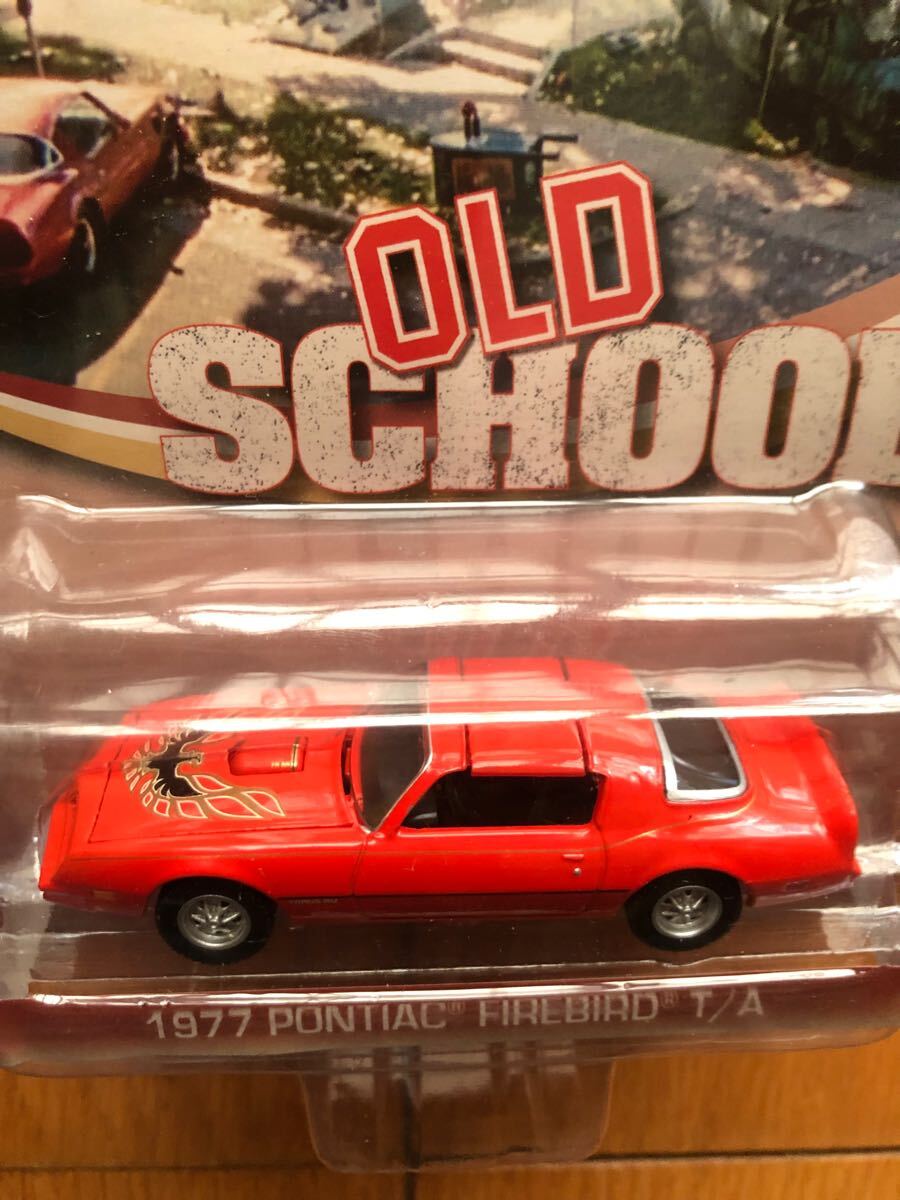 OLD
SCHOOL
1977 PONTIAC® FIREBIRD® T/A